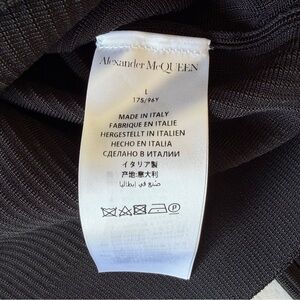 Alexander McQUEEN
L
175/96Y
MADE IN ITALY
FABRIQUE EN ITALIE
HERGESTELLT IN ITALIEN
HECHO EN ITALIA
СДЕЛАНО В ИТАЛИИ
イタリア製
产地:意大利
صنع في إيطاليا